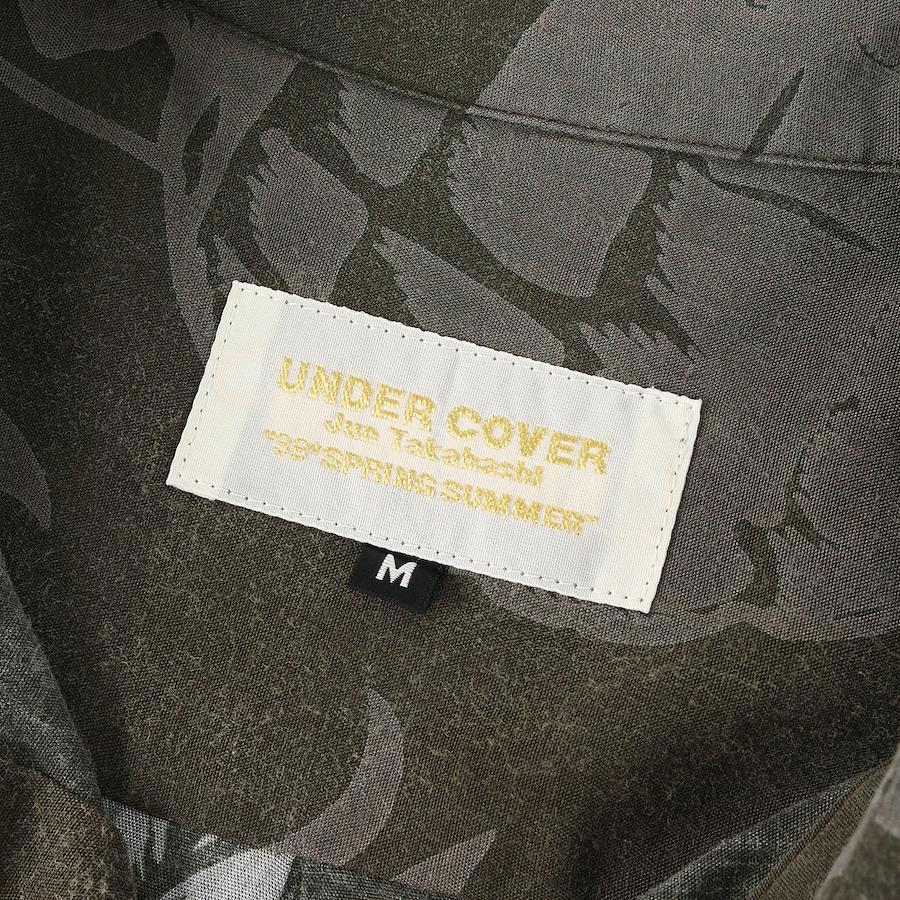 UNDER COVER
Jun Takahashi
"99"SPRING SUMMER"
M